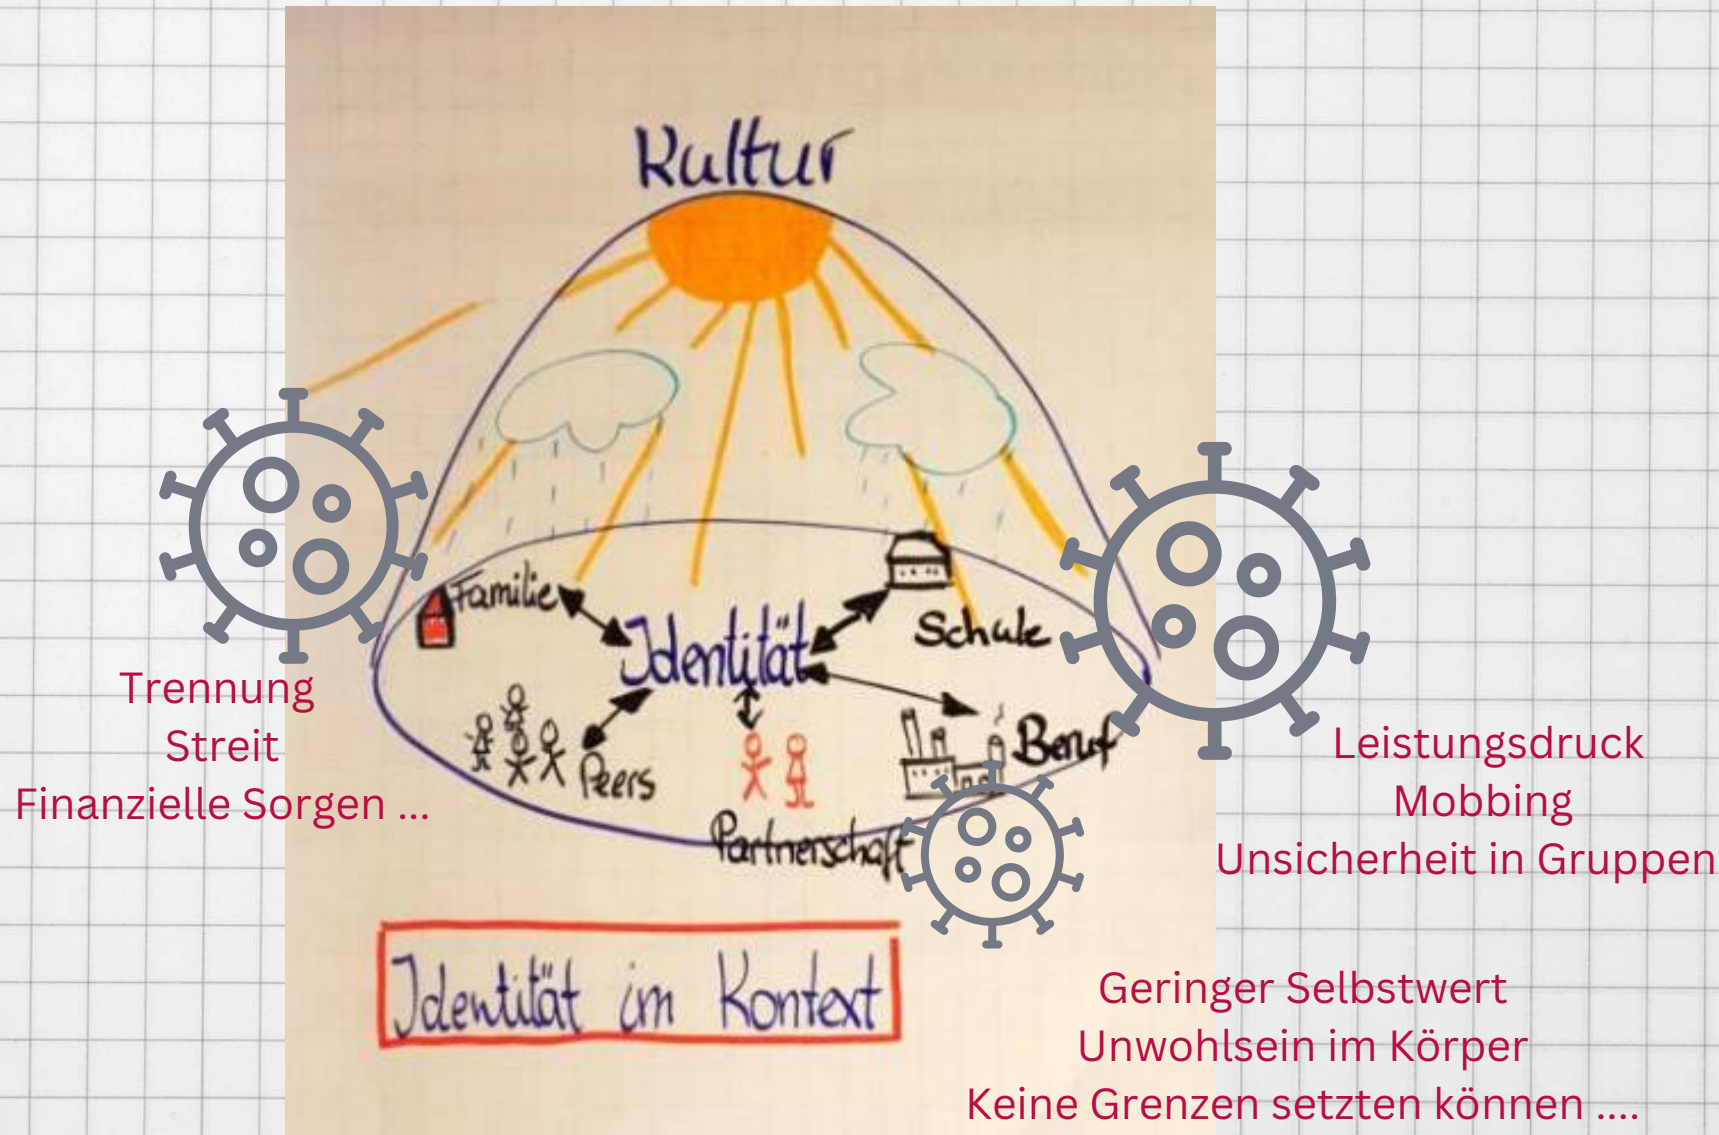 Kultur
Familie
Identität
Schule
Beruf
Peers
Partnerschaft
Identität im Kontext
Trennung
Streit
Finanzielle Sorgen ...
Leistungsdruck
Mobbing
Unsicherheit in Gruppen
Geringer Selbstwert
Unwohlsein im Körper
Keine Grenzen setzten können ....